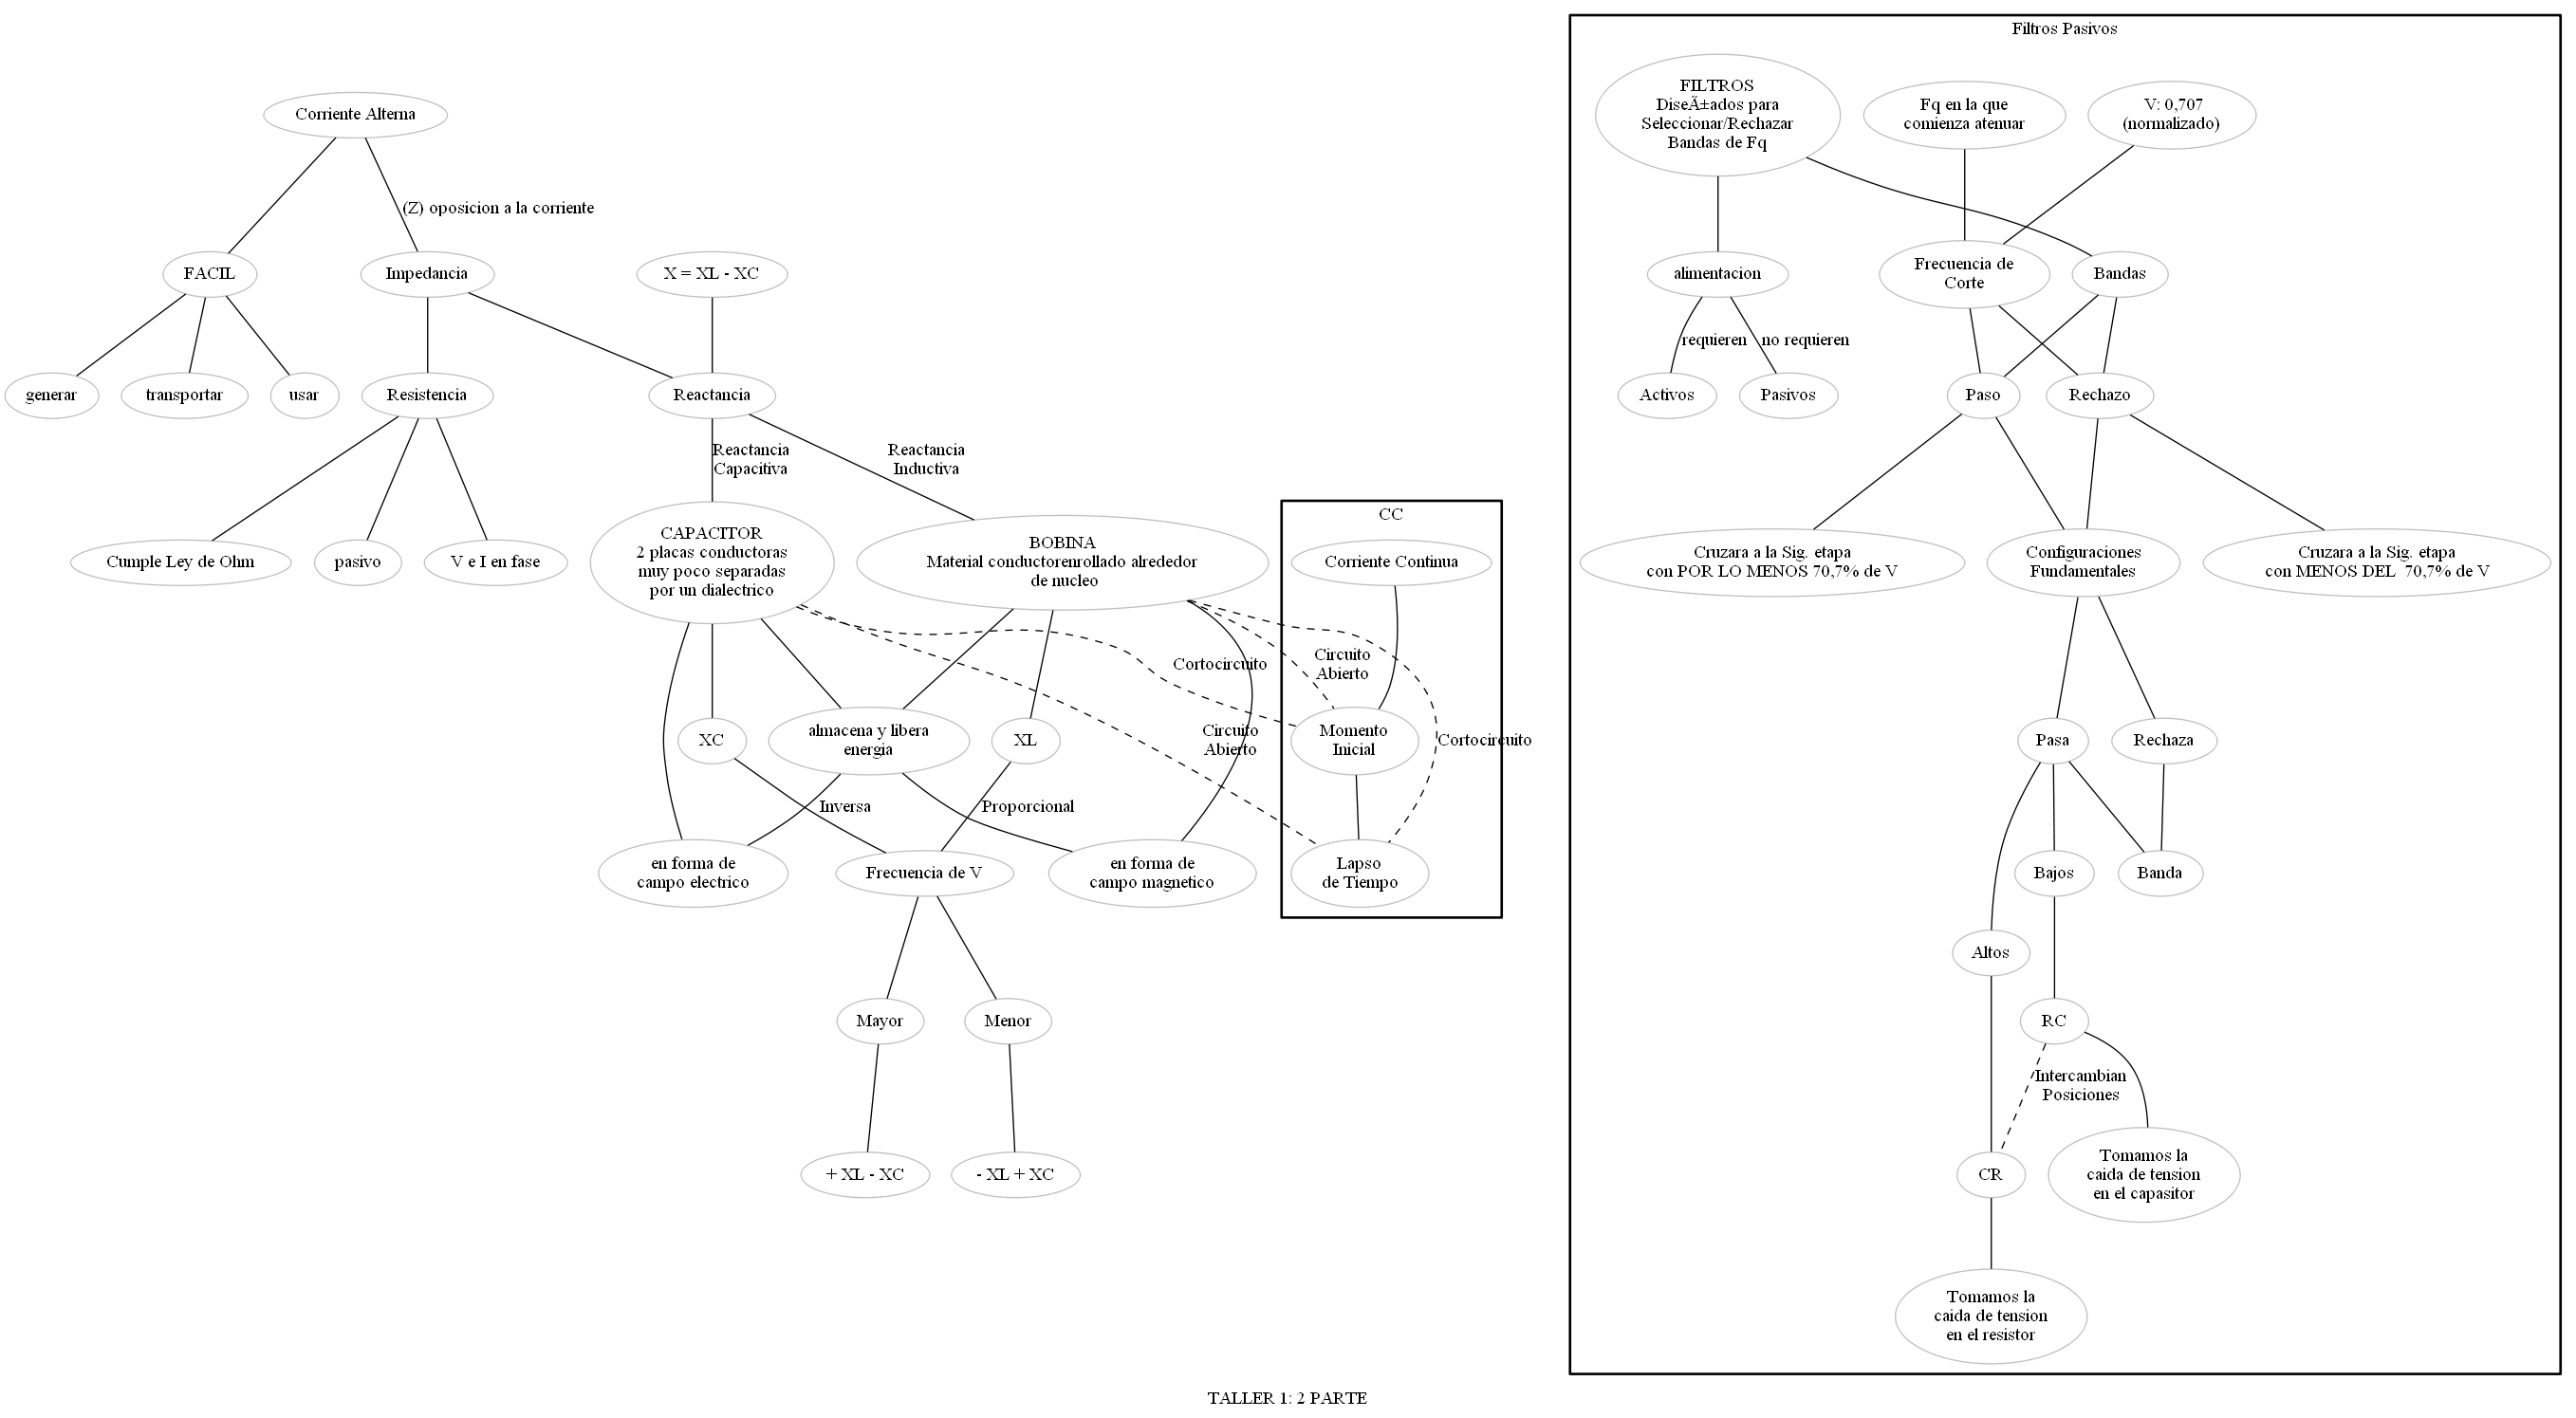 Filtros Pasivos
Corriente Alterna
FILTROS
DiseÃ±ados para
Seleccionar/Rechazar
Bandas de Fq
Fq en la que
comienza atenuar
V: 0,707
(normalizado)
(Z) oposicion a la corriente
FACIL
Impedancia
X = XL - XC
alimentacion
Frecuencia de
Corte
Bandas
requieren
no requieren
generar
transportar
usar
Resistencia
Reactancia
Activos
Pasivos
Paso
Rechazo
Reactancia
Capacitiva
Reactancia
Inductiva
CC
Cumple Ley de Ohm
pasivo
V e I en fase
CAPACITOR
2 placas conductoras
muy poco separadas
por un dialectrico
BOBINA
Material conductorenrollado alrededor
de nucleo
Corriente Continua
Cruzara a la Sig. etapa
con POR LO MENOS 70,7% de V
Configuraciones
Fundamentales
Cruzara a la Sig. etapa
con MENOS DEL  70,7% de V
Cortocircuito
Circuito
Abierto
XC
almacena y libera
energia
XL
Circuito
Abierto
Momento
Inicial
Cortocircuito
Pasa
Rechaza
Inversa
Proporcional
en forma de
campo electrico
Frecuencia de V
en forma de
campo magnetico
Lapso
de Tiempo
Bajos
Banda
Altos
Mayor
Menor
RC
Intercambian
Posiciones
+ XL - XC
- XL + XC
CR
Tomamos la
caida de tension
en el capasitor
Tomamos la
caida de tension
en el resistor
TALLER 1: 2 PARTE